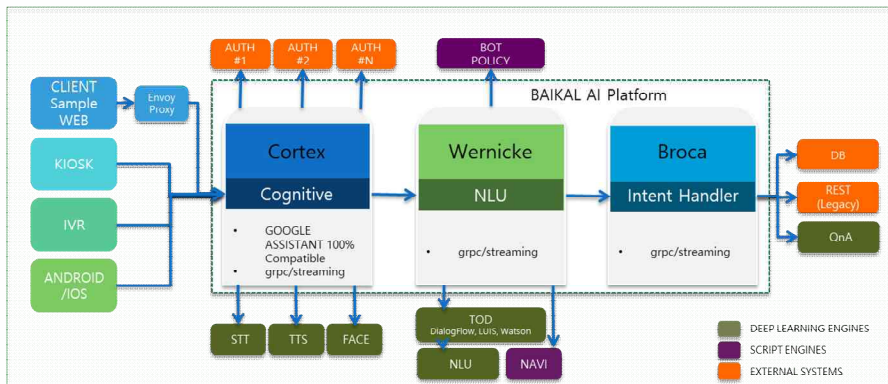 AUTH
#1
AUTH
#2
AUTH
#N
BOT
POLICY
BAIKAL AI Platform
CLIENT
Sample
WEB
Envoy
Proxy
KIOSK
IVR
ANDROID
/IOS
Cortex
Cognitive
• GOOGLE
ASSISTANT 100%
Compatible
• grpc/streaming
Wernicke
NLU
• grpc/streaming
Broca
Intent Handler
• grpc/streaming
DB
REST
(Legacy)
QnA
STT
TTS
FACE
TOD
DialogFlow, LUIS, Watson
NLU
NAVI
DEEP LEARNING ENGINES
SCRIPT ENGINES
EXTERNAL SYSTEMS